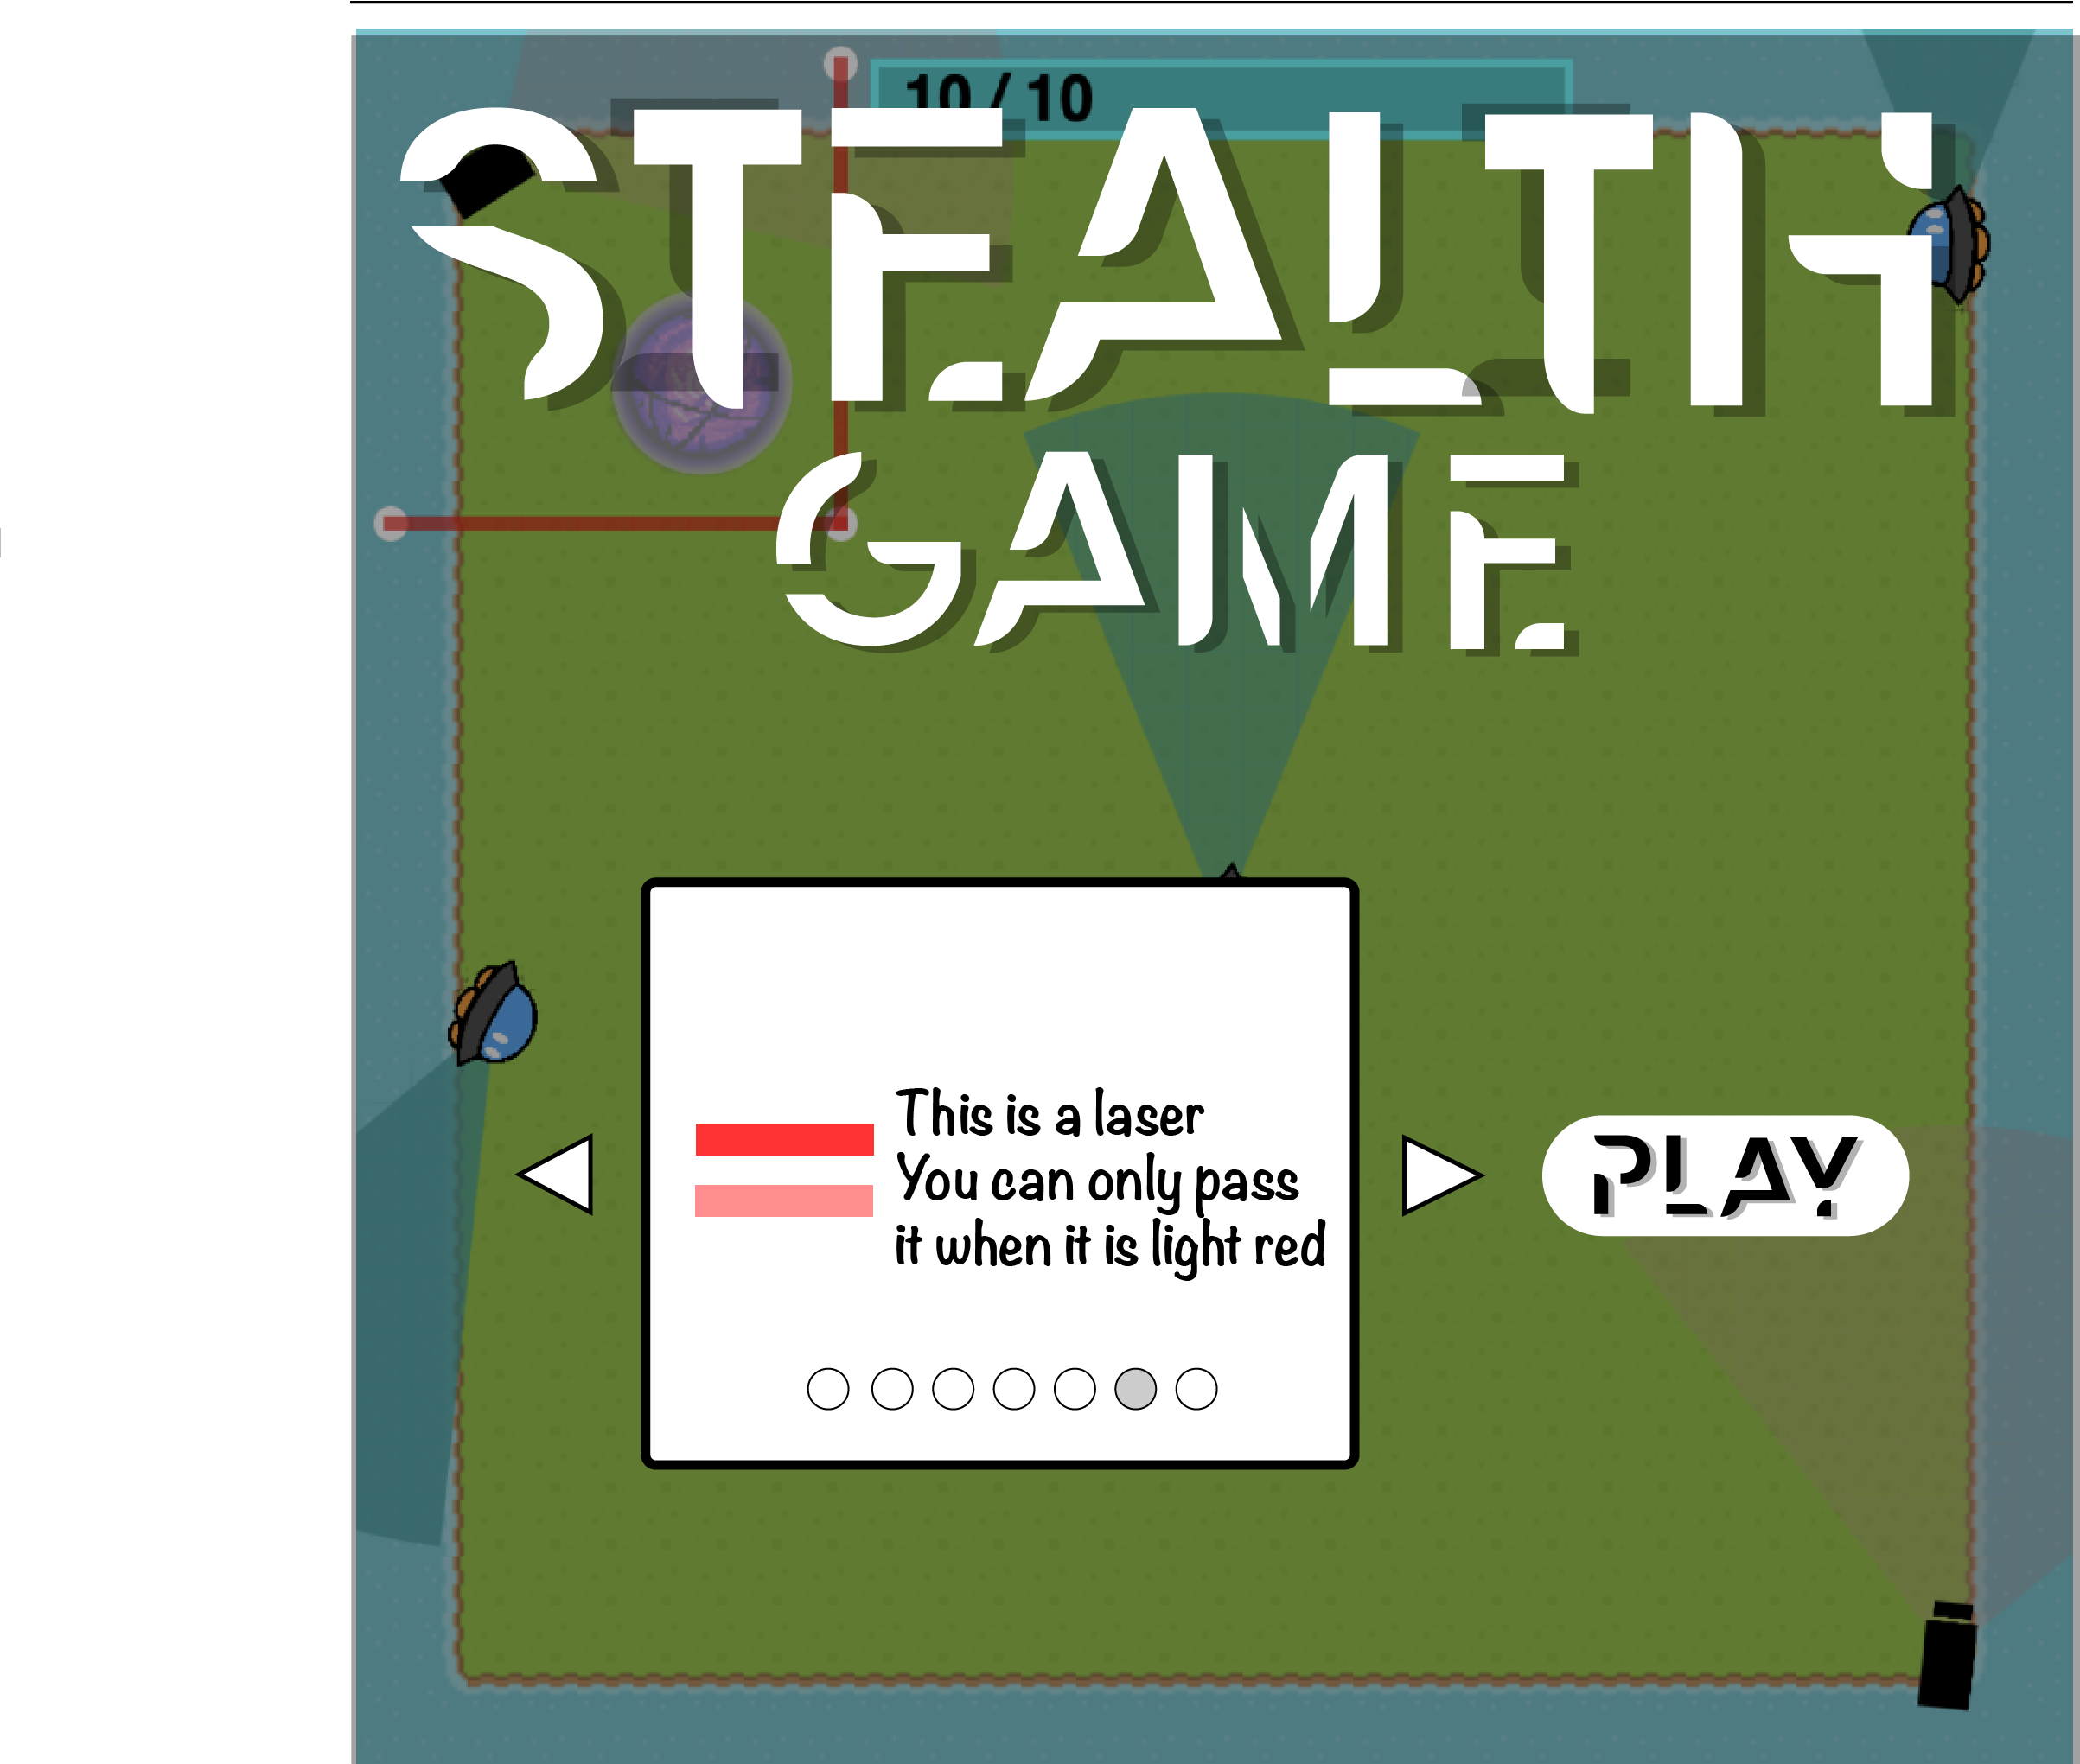 10/10
STEALTH
GAME
This is a laser
You can only pass
it when it is light red
PLAY